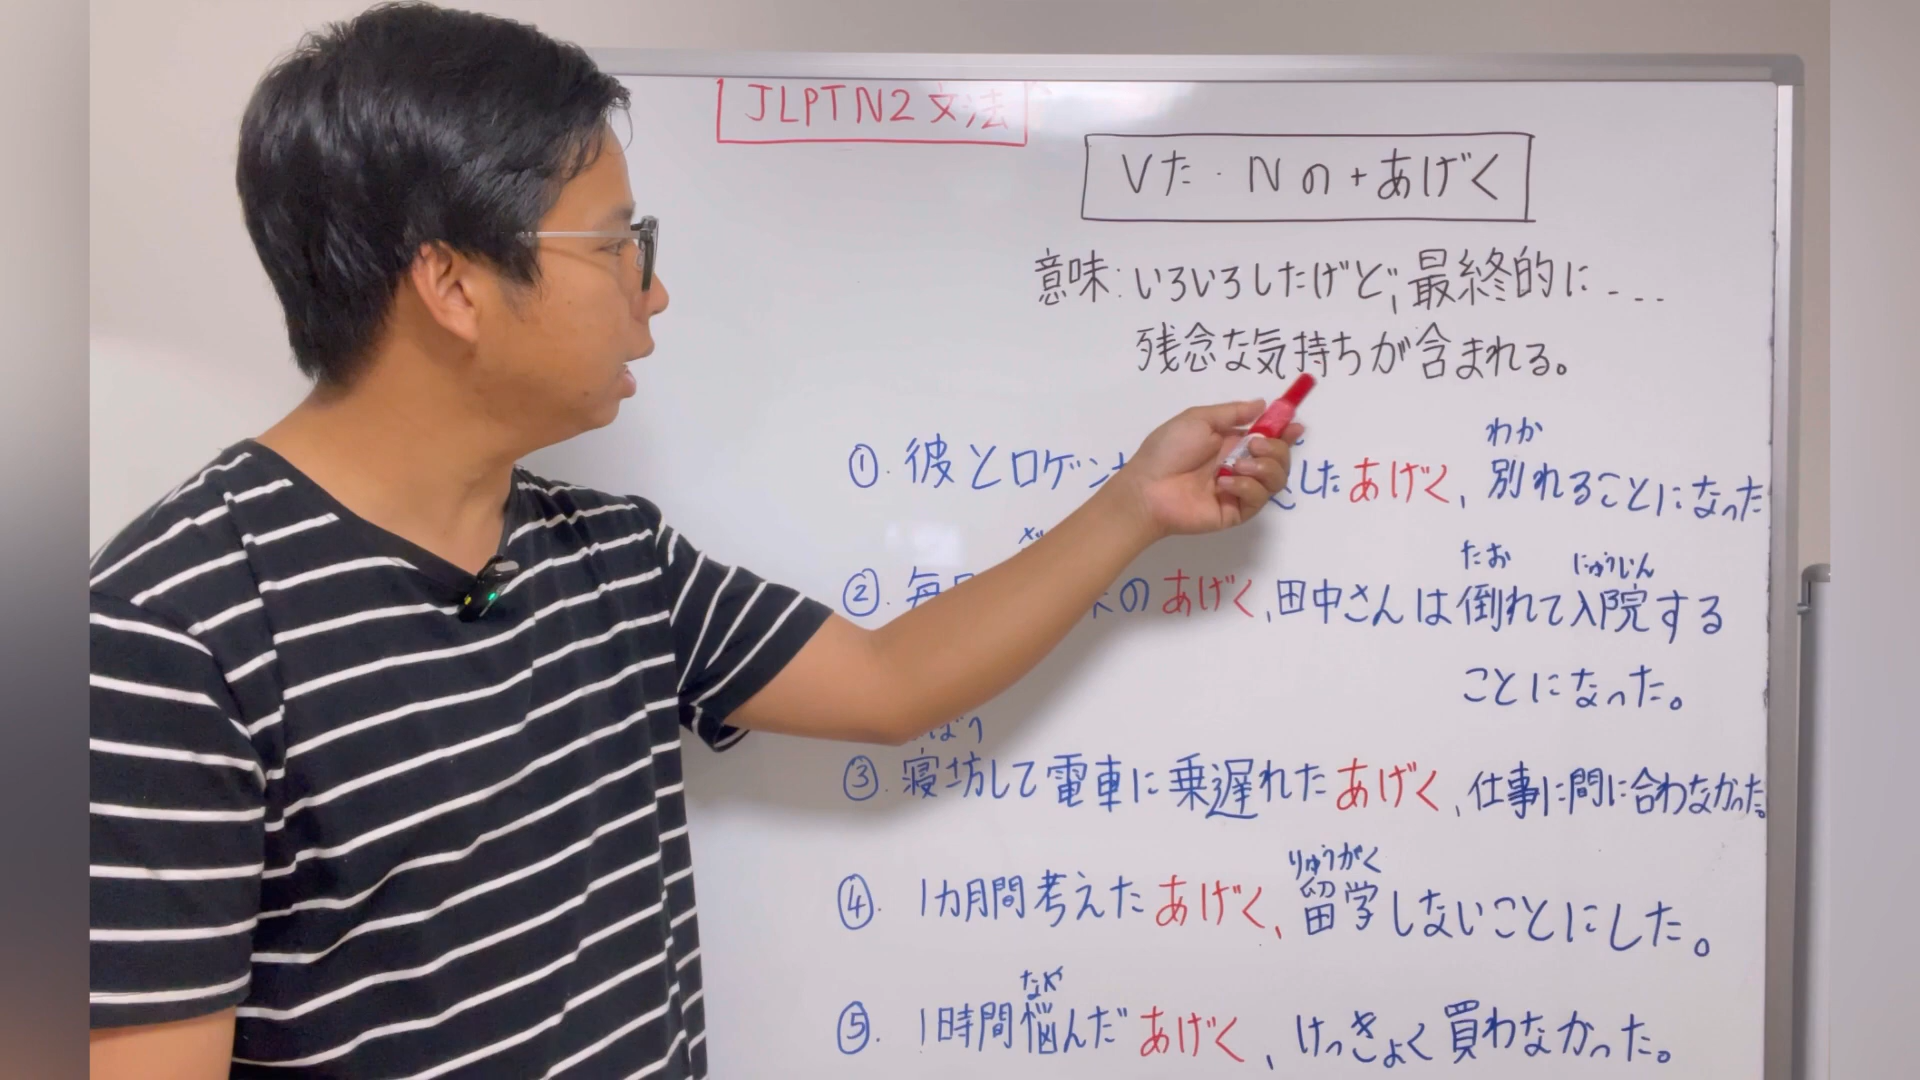 JLPTN2文法
Vた・Nの+あげく
意味:いろいろしたけど、最終的に....
残念な気持ちが含まれる。
わか
①.彼とロゲンカ したあげく、別れることになった
たお にゅういん
②.毎日 のあげく、田中さんは倒れて入院する
ことになった。
ぼう
③.寝坊して電車に乗遅れたあげく、仕事に間に合わなかった。
りゅうがく
④.1カ月間考えたあげく、留学しないことにした。
なや
⑤.1時間悩んだあげく、けっきょく買わなかった。